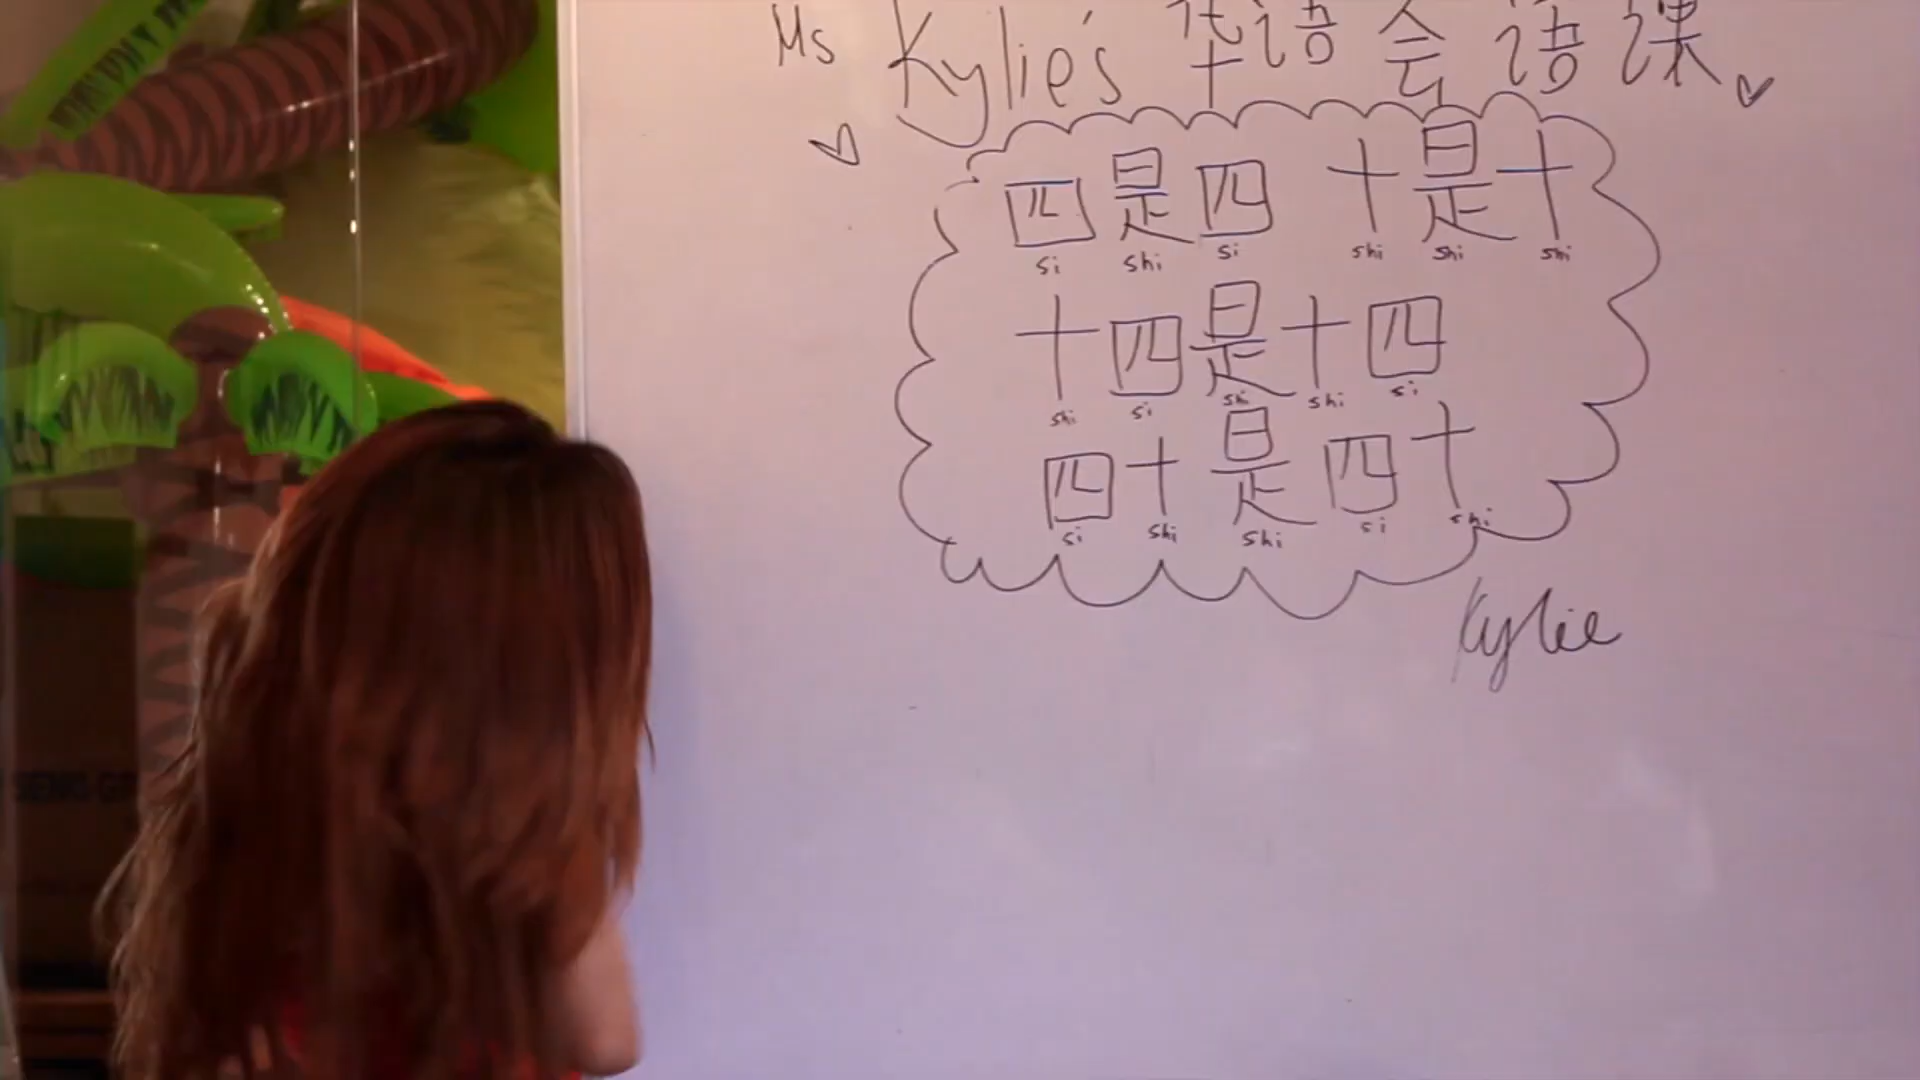 Ms Kylie's 华语会语课
四是四 十是十
si shi si shi shi shi
十四是十四
shi si shi shi si
四十是四十
si shi shi si shi
Kylie